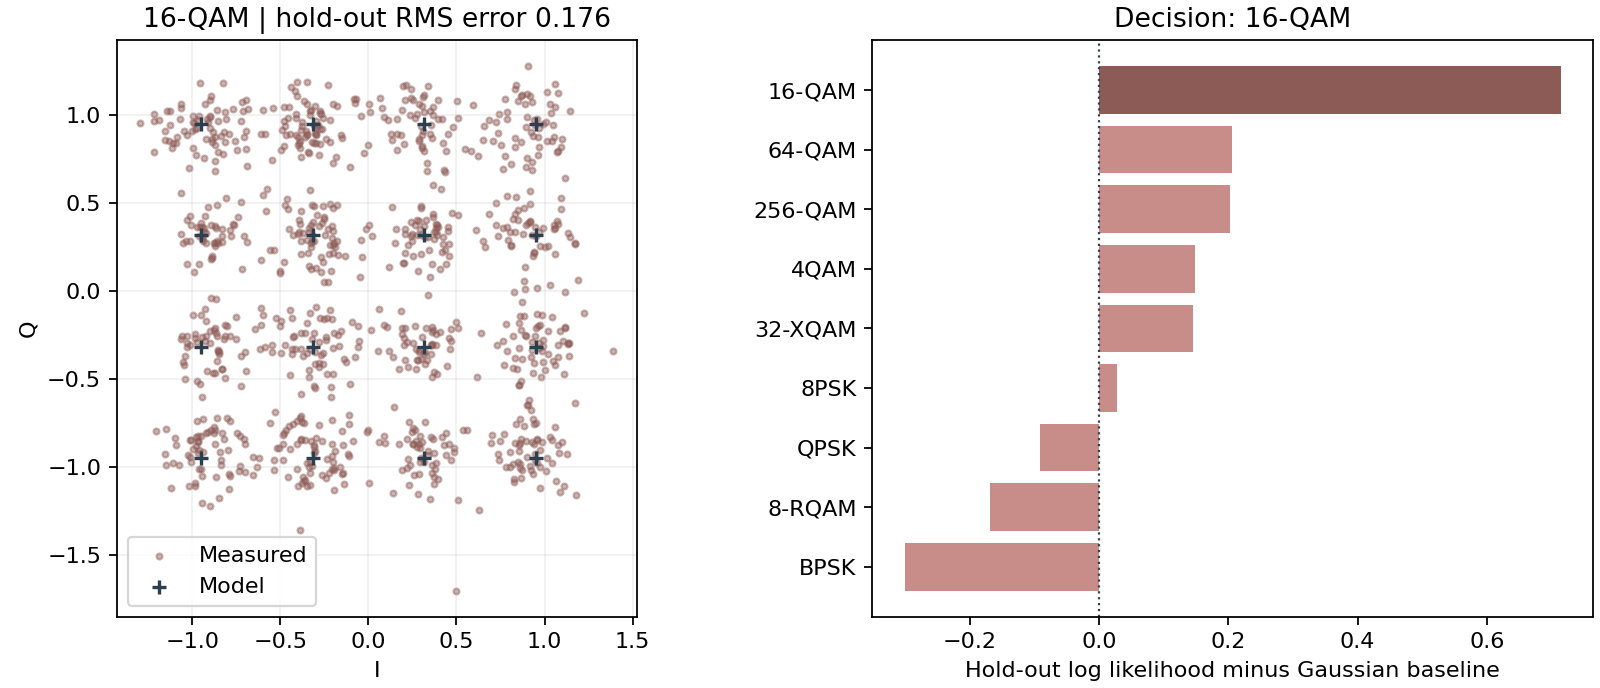 16-QAM | hold-out RMS error 0.176
1.0
0.5
0.0
−0.5
−1.0
−1.5
Q
Measured
Model
−1.0
−0.5
0.0
0.5
1.0
1.5
I
Decision: 16-QAM
16-QAM
64-QAM
256-QAM
4QAM
32-XQAM
8PSK
QPSK
8-RQAM
BPSK
−0.2
0.0
0.2
0.4
0.6
Hold-out log likelihood minus Gaussian baseline